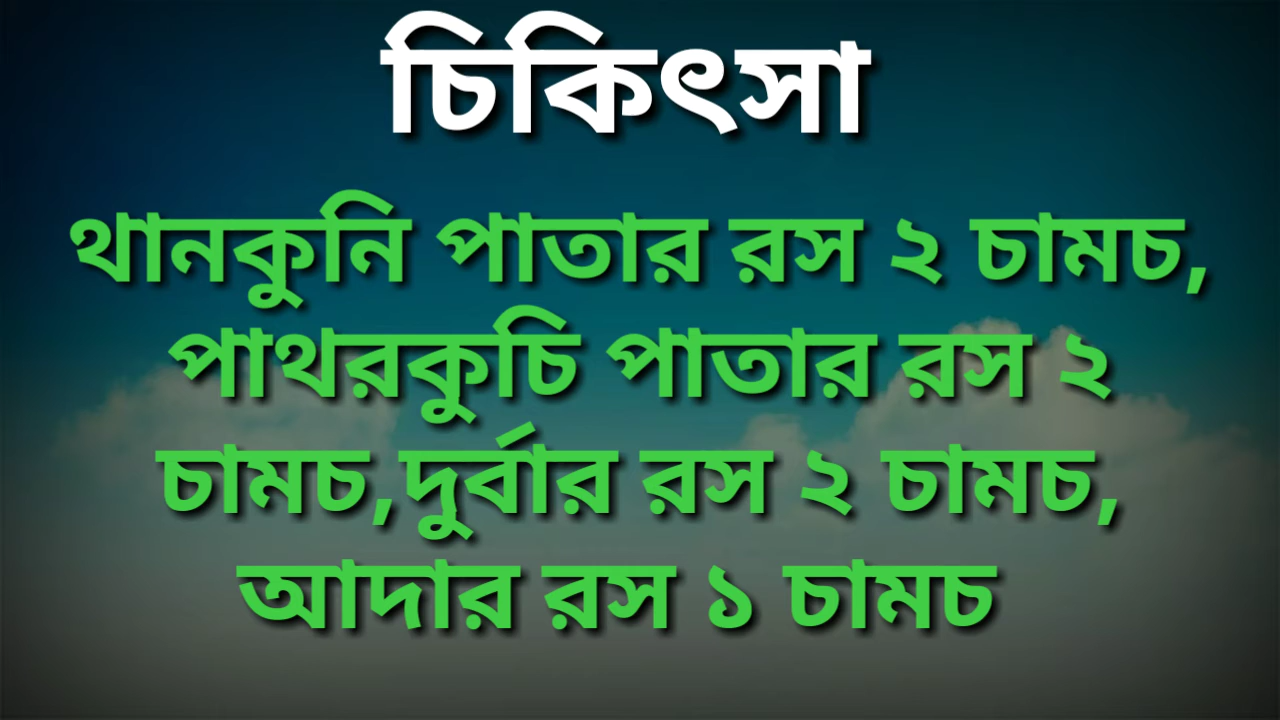 চিকিৎসা
থানকুনি পাতার রস ২ চামচ,
পাথরকুচি পাতার রস ২
চামচ,দুর্বার রস ২ চামচ,
আদার রস ১ চামচ